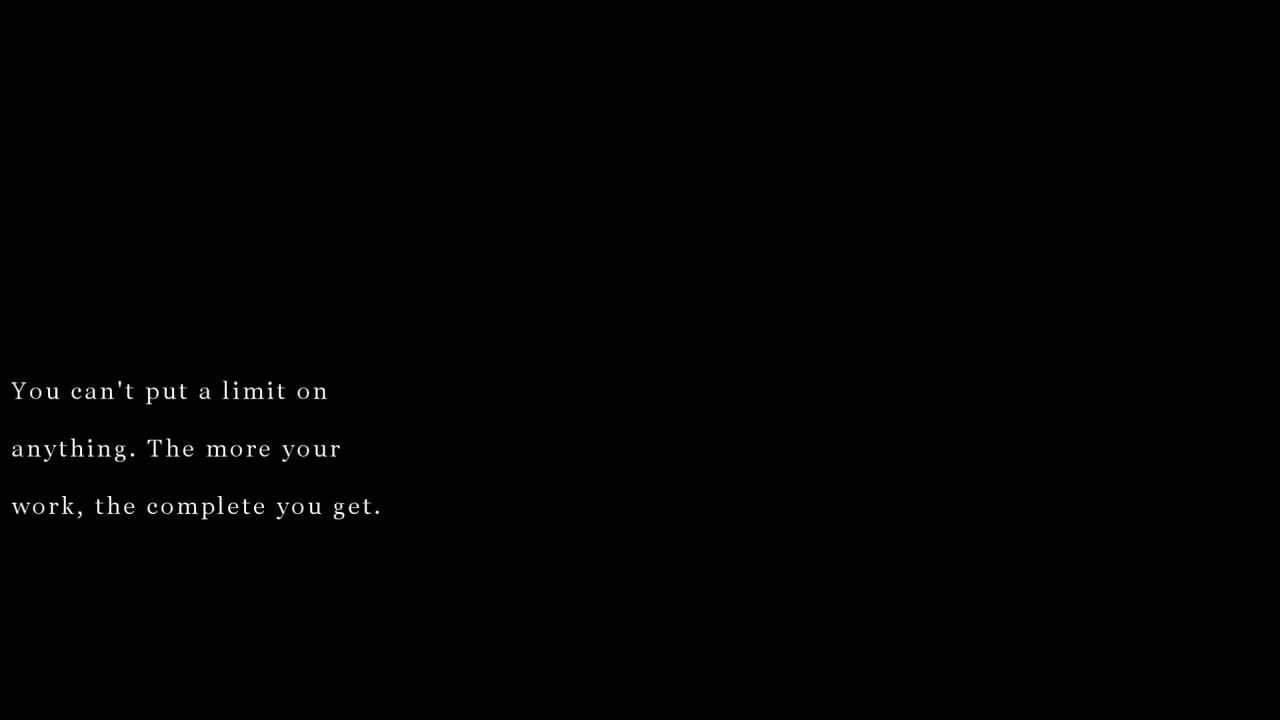 You can't put a limit on
anything. The more your
work, the complete you get.